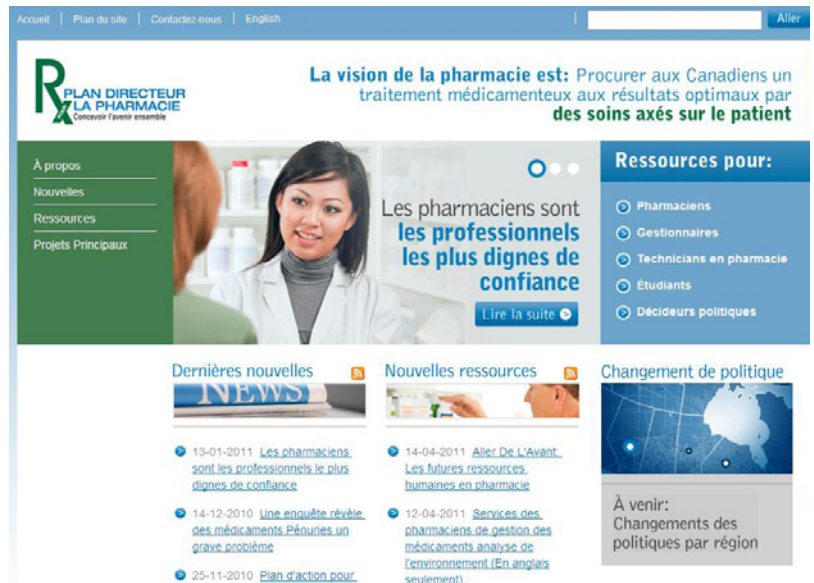 Accueil | Plan du site | Contactez-nous | English
Aller
Rx
PLAN DIRECTEUR
LA PHARMACIE
Concevoir l'avenir ensemble
La vision de la pharmacie est: Procurer aux Canadiens un
traitement médicamenteux aux résultats optimaux par
des soins axés sur le patient
À propos
Nouvelles
Ressources
Projets Principaux
Les pharmaciens sont
les professionnels
les plus dignes de
confiance
Lire la suite
Ressources pour:
Pharmaciens
Gestionnaires
Technicians en pharmacie
Étudiants
Décideurs politiques
Dernières nouvelles
NEWS
13-01-2011 Les pharmaciens
sont les professionnels le plus
dignes de confiance
14-12-2010 Une enquête révèle
des médicaments Pénuries un
grave problème
25-11-2010 Plan d'action pour
Nouvelles ressources
14-04-2011 Aller De L'Avant:
Les futures ressources
humaines en pharmacie
12-04-2011 Services des
pharmaciens de gestion des
médicaments analyse de
l'environnement (En anglais
seulement)
Changement de politique
À venir:
Changements des
politiques par région